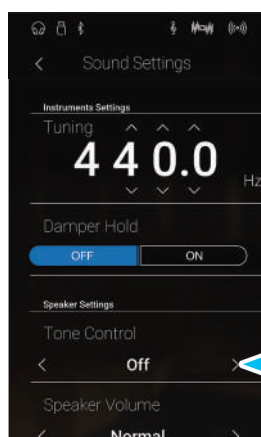 Sound Settings
Instruments Settings
Tuning
440.0
Hz
Damper Hold
OFF ON
Speaker Settings
Tone Control
Off
Speaker Volume
Normal